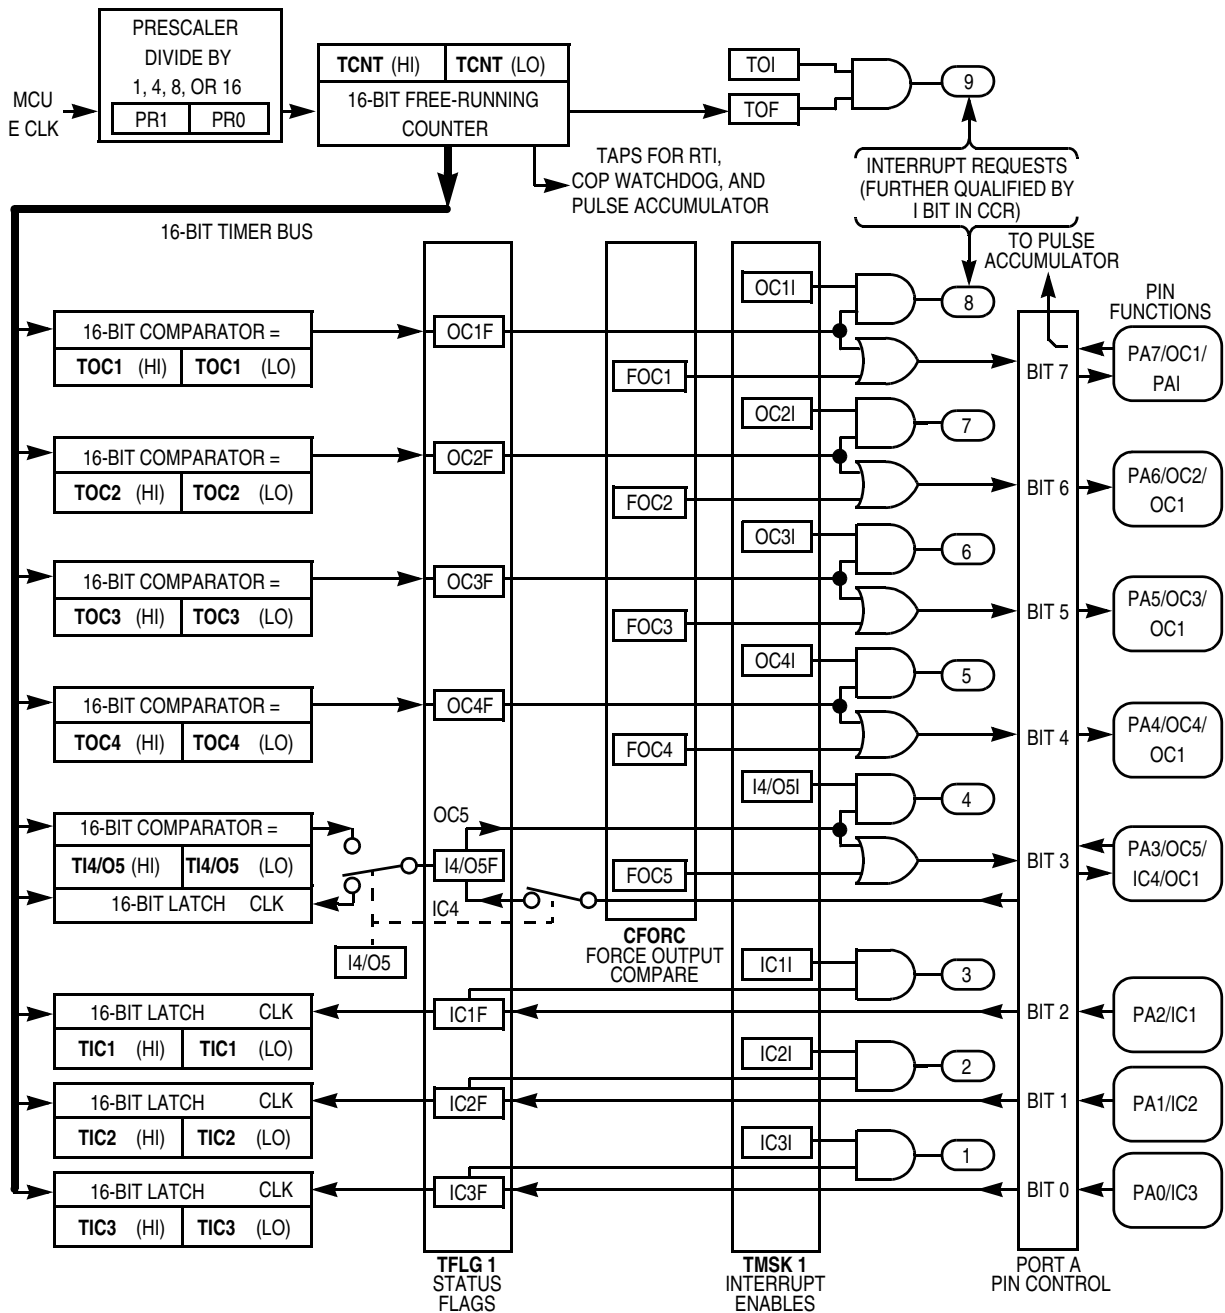 PRESCALER
DIVIDE BY
1, 4, 8, OR 16
PR1 PR0
MCU
E CLK
TCNT (HI) TCNT (LO)
16-BIT FREE-RUNNING
COUNTER
TOI
TOF
9
TAPS FOR RTI,
COP WATCHDOG, AND
PULSE ACCUMULATOR
INTERRUPT REQUESTS
(FURTHER QUALIFIED BY
I BIT IN CCR)
16-BIT TIMER BUS
TO PULSE
ACCUMULATOR
PIN
FUNCTIONS
OC1I
8
16-BIT COMPARATOR =
TOC1 (HI) TOC1 (LO)
OC1F
FOC1
BIT 7
PA7/OC1/
PAI
OC2I
7
16-BIT COMPARATOR =
TOC2 (HI) TOC2 (LO)
OC2F
FOC2
BIT 6
PA6/OC2/
OC1
OC3I
6
16-BIT COMPARATOR =
TOC3 (HI) TOC3 (LO)
OC3F
FOC3
BIT 5
PA5/OC3/
OC1
OC4I
5
16-BIT COMPARATOR =
TOC4 (HI) TOC4 (LO)
OC4F
FOC4
BIT 4
PA4/OC4/
OC1
I4/O5I
4
OC5
16-BIT COMPARATOR =
TI4/O5 (HI) TI4/O5 (LO)
16-BIT LATCH CLK
I4/O5F
IC4
I4/O5
FOC5
BIT 3
PA3/OC5/
IC4/OC1
CFORC
FORCE OUTPUT
COMPARE
IC1I
3
16-BIT LATCH CLK
TIC1 (HI) TIC1 (LO)
IC1F
BIT 2
PA2/IC1
IC2I
2
16-BIT LATCH CLK
TIC2 (HI) TIC2 (LO)
IC2F
BIT 1
PA1/IC2
IC3I
1
16-BIT LATCH CLK
TIC3 (HI) TIC3 (LO)
IC3F
BIT 0
PA0/IC3
TFLG 1
STATUS
FLAGS
TMSK 1
INTERRUPT
ENABLES
PORT A
PIN CONTROL